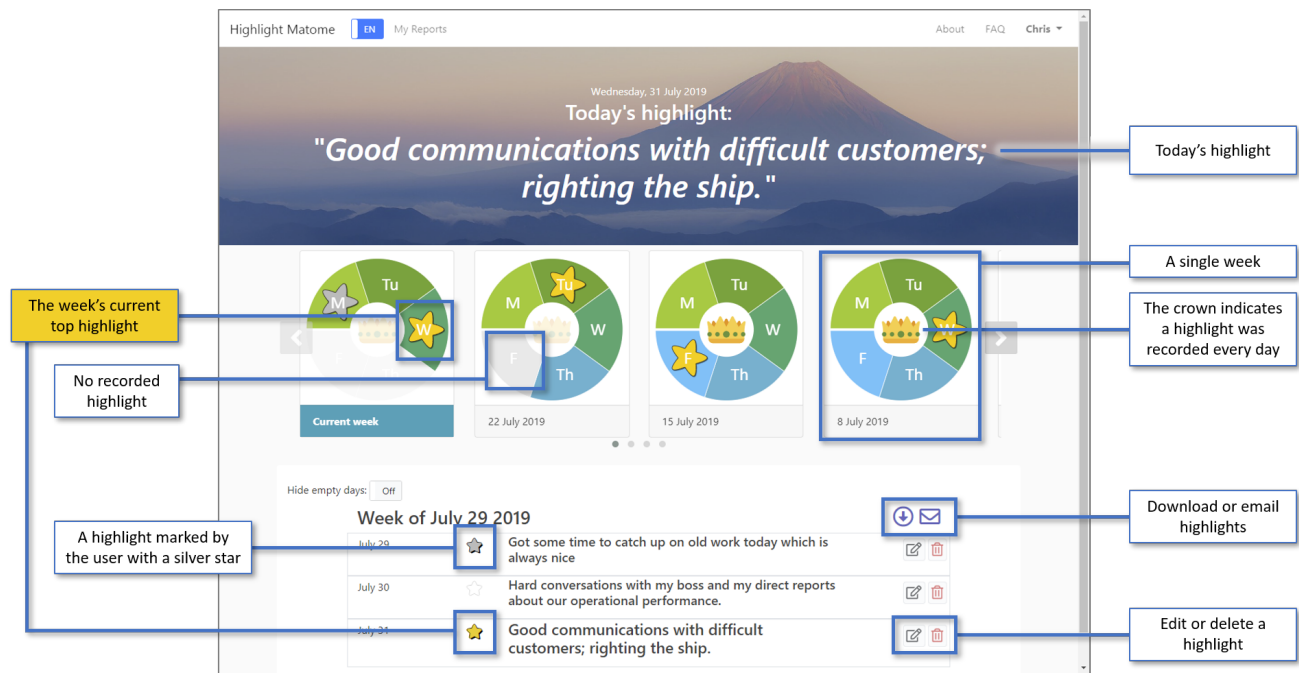 Highlight Matome EN My Reports About FAQ Chris
Wednesday, 31 July 2019
Today's highlight:
"Good communications with difficult customers;
righting the ship."
Today's highlight
A single week
The crown indicates
a highlight was
recorded every day
The week's current
top highlight
No recorded
highlight
M Tu W F
Current week
M Tu W Th F
22 July 2019
M Tu W Th F
15 July 2019
M Tu W Th F
8 July 2019
Hide empty days: Off
Week of July 29 2019
Download or email
highlights
A highlight marked by
the user with a silver star
July 29
Got some time to catch up on old work today which is
always nice
July 30
Hard conversations with my boss and my direct reports
about our operational performance.
July 31
Good communications with difficult
customers; righting the ship.
Edit or delete a
highlight